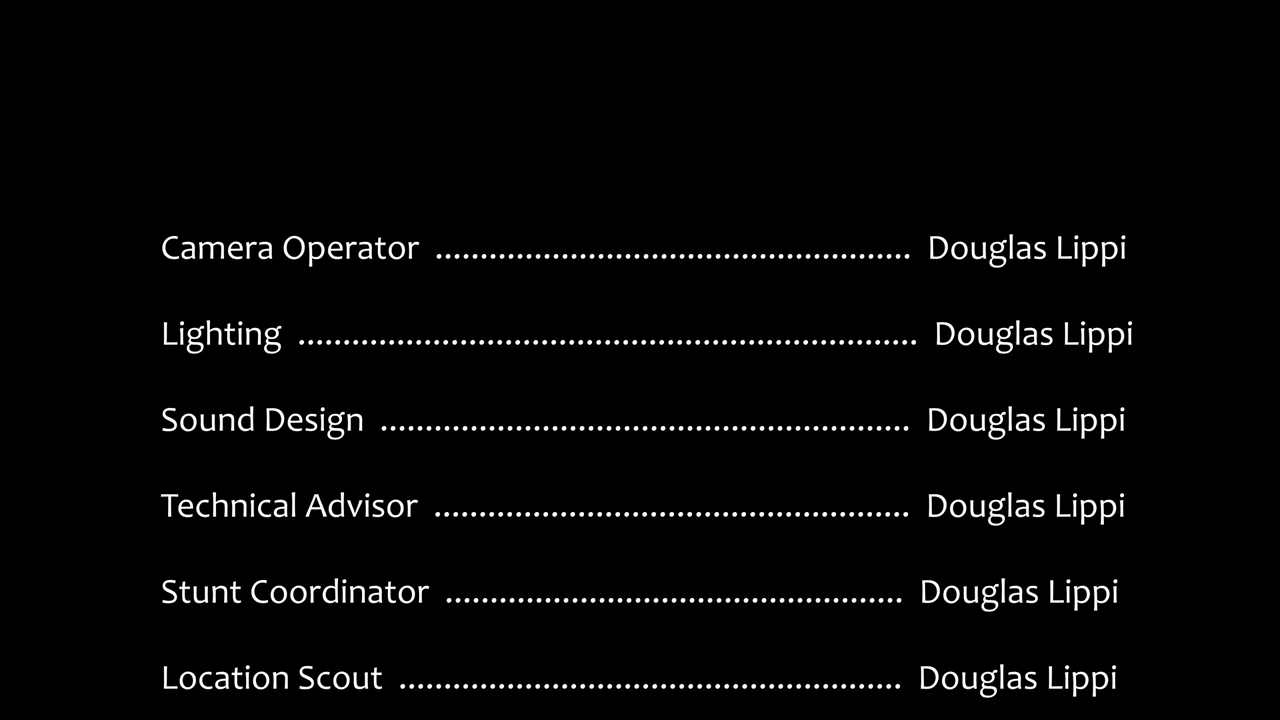 Camera Operator ..................................................... Douglas Lippi
Lighting ..................................................................... Douglas Lippi
Sound Design ........................................................... Douglas Lippi
Technical Advisor ..................................................... Douglas Lippi
Stunt Coordinator ................................................... Douglas Lippi
Location Scout ........................................................ Douglas Lippi